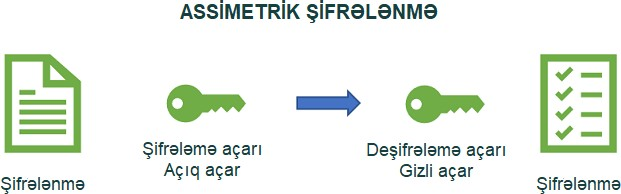 ASSİMETRİK ŞİFRƏLƏNMƏ
Şifrələnmə
Şifrələmə açarı
Açıq açar
Deşifrələmə açarı
Gizli açar
Şifrələnmə